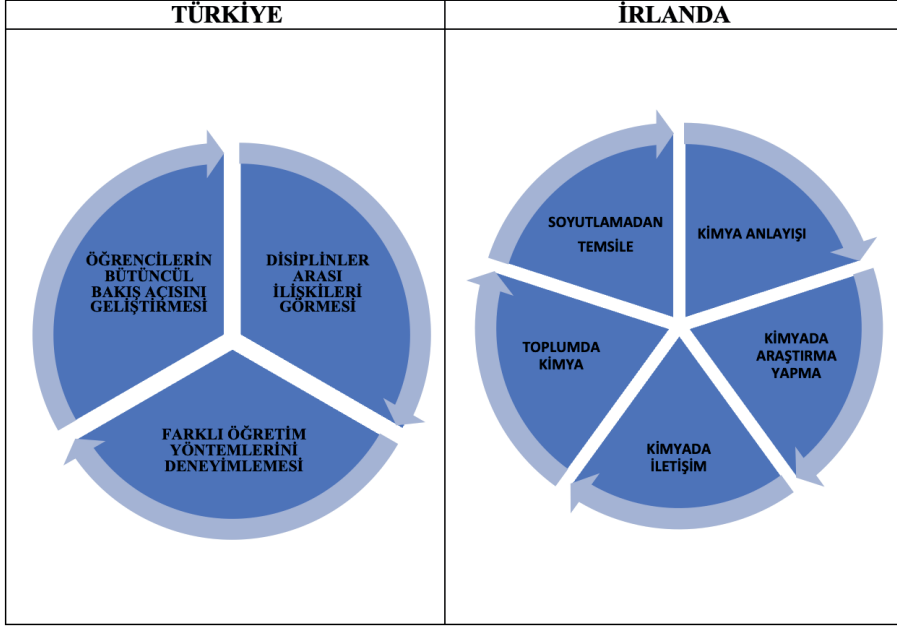 TÜRKİYE
İRLANDA
ÖĞRENCİLERİN
BÜTÜNCÜL
BAKIŞ AÇISINI
GELİŞTİRMESİ
DİSİPLİNLER
ARASI
İLİŞKİLERİ
GÖRMESİ
FARKLI ÖĞRETİM
YÖNTEMLERİNİ
DENEYİMLEMESİ
SOYUTLAMADAN
TEMSİLE
KİMYA ANLAYIŞI
TOPLUMDA
KİMYA
KİMYADA
ARAŞTIRMA
YAPMA
KİMYADA
İLETİŞİM